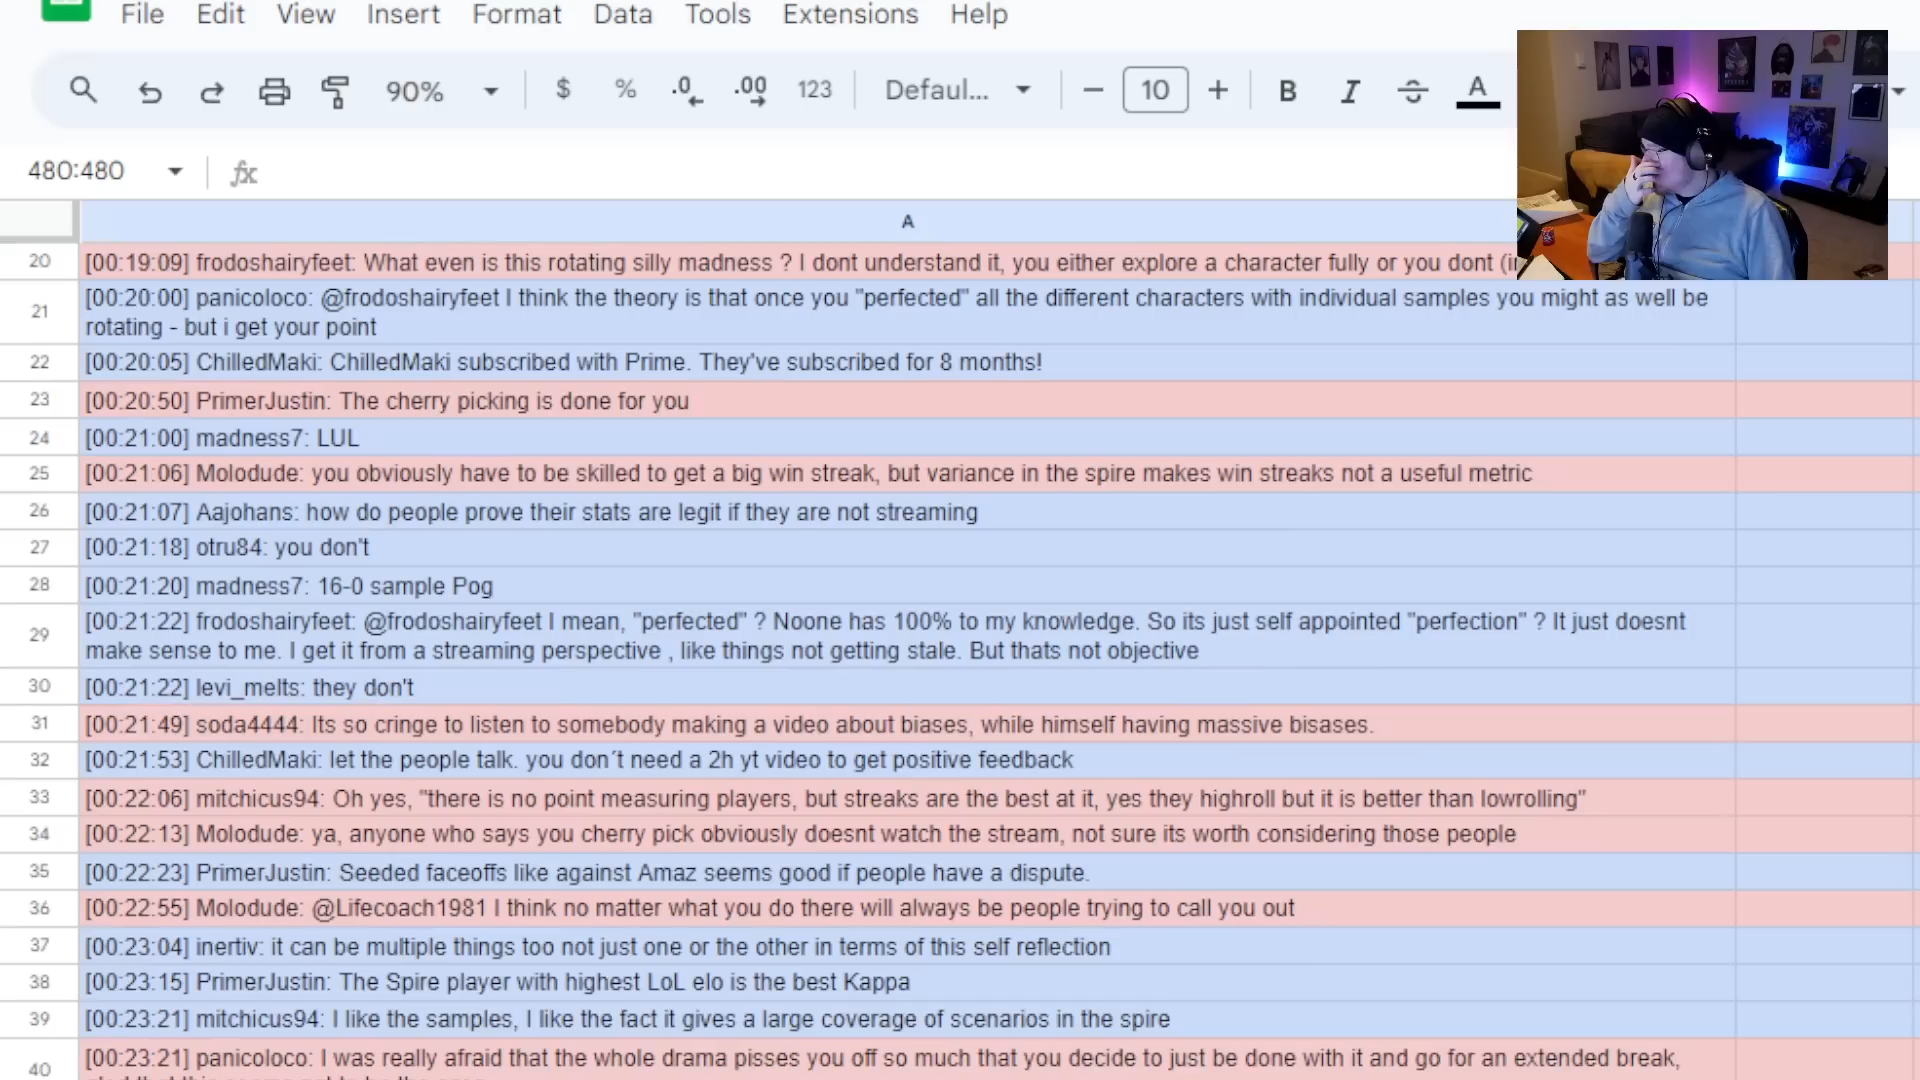 File Edit View Insert Format Data Tools Extensions Help
90% $ % .0 .00 123 Defaul... 10 B I A
480:480 fx
A
20 [00:19:09] frodoshairyfeet: What even is this rotating silly madness ? I dont understand it, you either explore a character fully or you dont
21 [00:20:00] panicoloco: @frodoshairyfeet I think the theory is that once you "perfected" all the different characters with individual samples you might as well be
rotating - but i get your point
22 [00:20:05] ChilledMaki: ChilledMaki subscribed with Prime. They've subscribed for 8 months!
23 [00:20:50] PrimerJustin: The cherry picking is done for you
24 [00:21:00] madness7: LUL
25 [00:21:06] Molodude: you obviously have to be skilled to get a big win streak, but variance in the spire makes win streaks not a useful metric
26 [00:21:07] Aajohans: how do people prove their stats are legit if they are not streaming
27 [00:21:18] otru84: you don't
28 [00:21:20] madness7: 16-0 sample Pog
29 [00:21:22] frodoshairyfeet: @frodoshairyfeet I mean, "perfected" ? Noone has 100% to my knowledge. So its just self appointed "perfection" ? It just doesnt
make sense to me. I get it from a streaming perspective , like things not getting stale. But thats not objective
30 [00:21:22] levi_melts: they don't
31 [00:21:49] soda4444: Its so cringe to listen to somebody making a video about biases, while himself having massive bisases.
32 [00:21:53] ChilledMaki: let the people talk. you don´t need a 2h yt video to get positive feedback
33 [00:22:06] mitchicus94: Oh yes, "there is no point measuring players, but streaks are the best at it, yes they highroll but it is better than lowrolling"
34 [00:22:13] Molodude: ya, anyone who says you cherry pick obviously doesnt watch the stream, not sure its worth considering those people
35 [00:22:23] PrimerJustin: Seeded faceoffs like against Amaz seems good if people have a dispute.
36 [00:22:55] Molodude: @Lifecoach1981 I think no matter what you do there will always be people trying to call you out
37 [00:23:04] inertiv: it can be multiple things too not just one or the other in terms of this self reflection
38 [00:23:15] PrimerJustin: The Spire player with highest LoL elo is the best Kappa
39 [00:23:21] mitchicus94: I like the samples, I like the fact it gives a large coverage of scenarios in the spire
40 [00:23:21] panicoloco: I was really afraid that the whole drama pisses you off so much that you decide to just be done with it and go for an extended break,